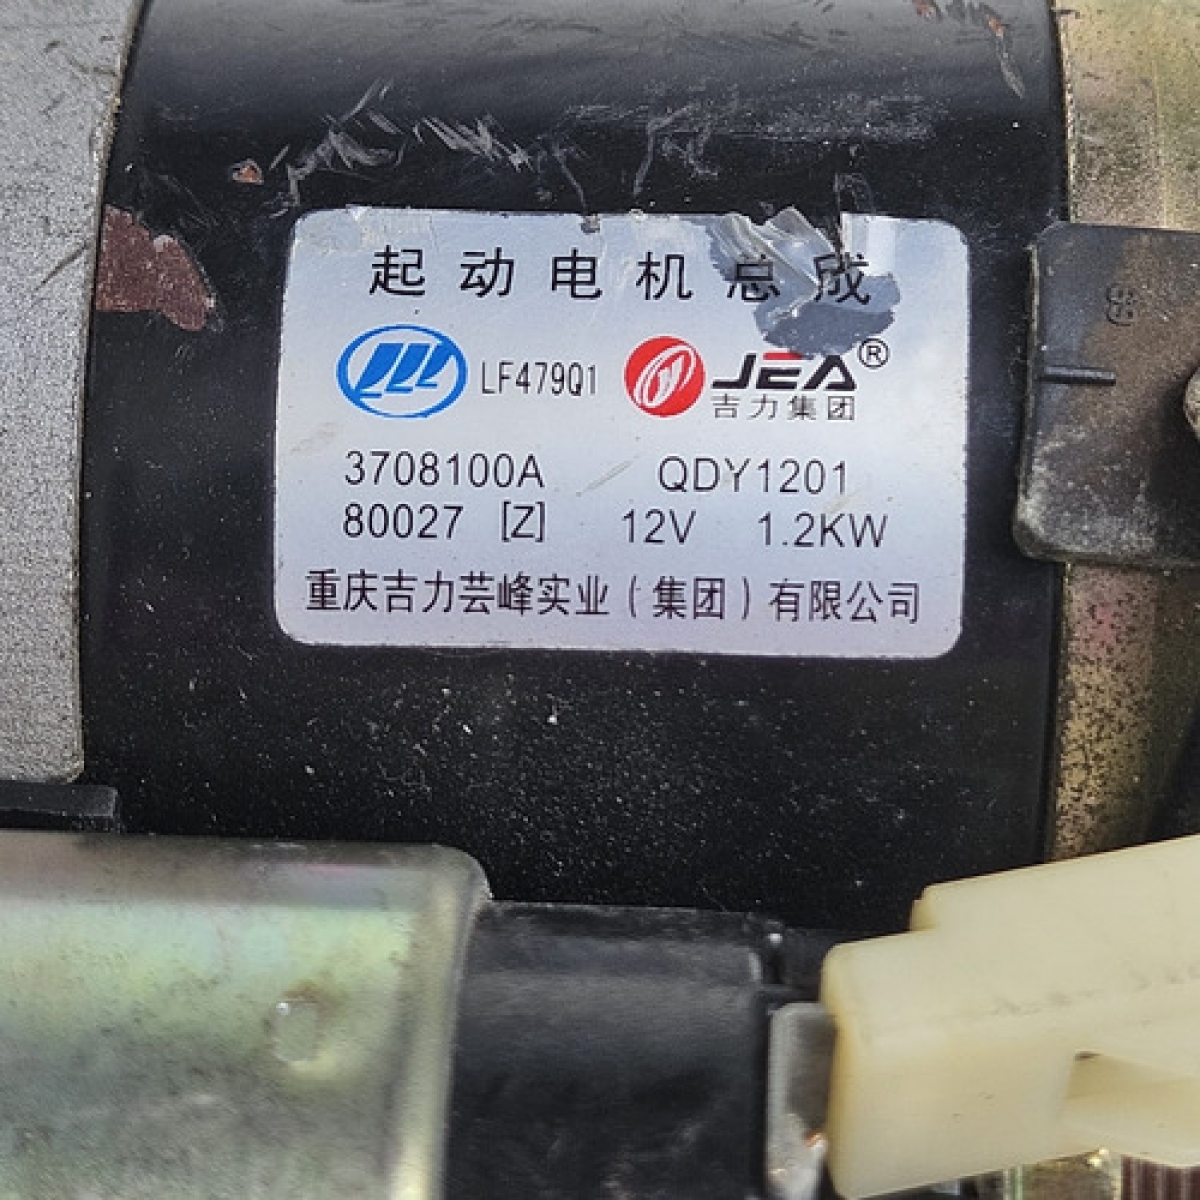 起动电机总成
LF479Q1 JEA®
吉力集团
3708100A QDY1201
80027 [Z] 12V 1.2KW
重庆吉力芸峰实业(集团)有限公司